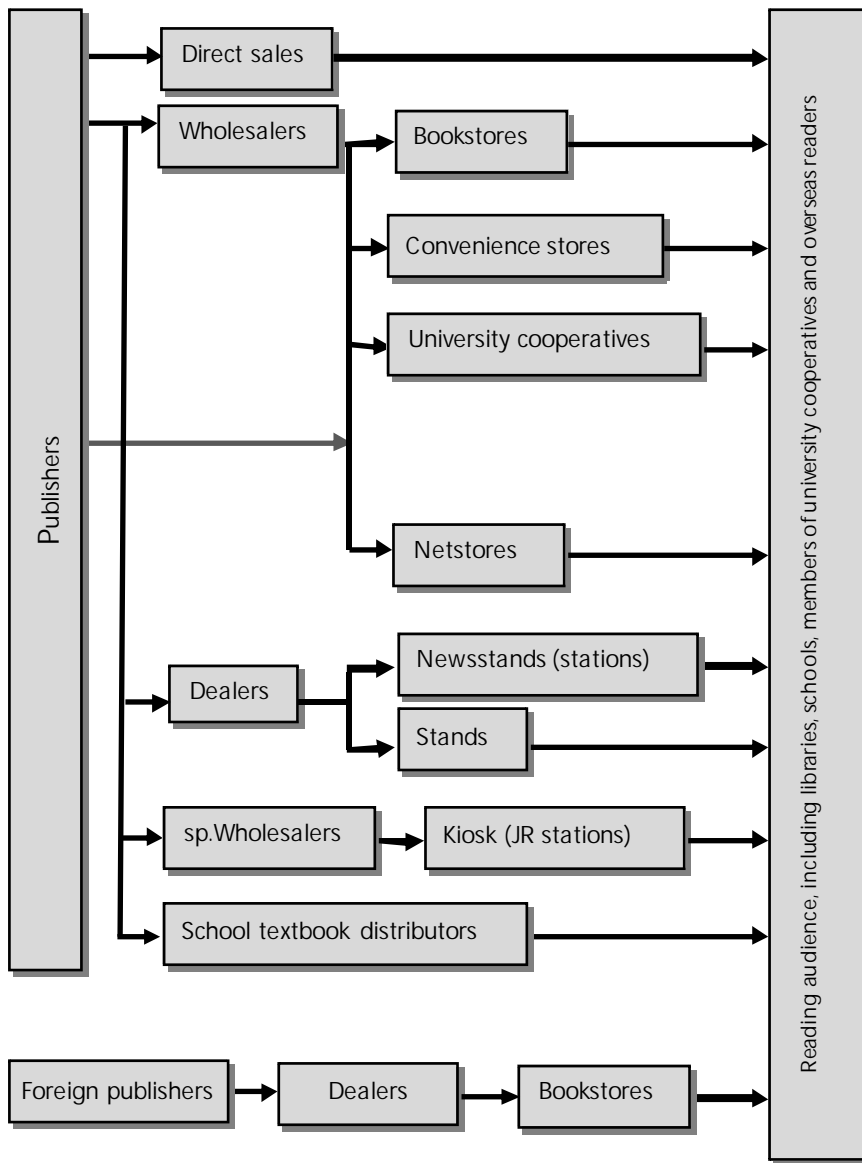 Publishers
Direct sales
Wholesalers
Bookstores
Convenience stores
University cooperatives
Netstores
Dealers
Newsstands (stations)
Stands
sp.Wholesalers
Kiosk (JR stations)
School textbook distributors
Foreign publishers
Dealers
Bookstores
Reading audience, including libraries, schools, members of university cooperatives and overseas readers